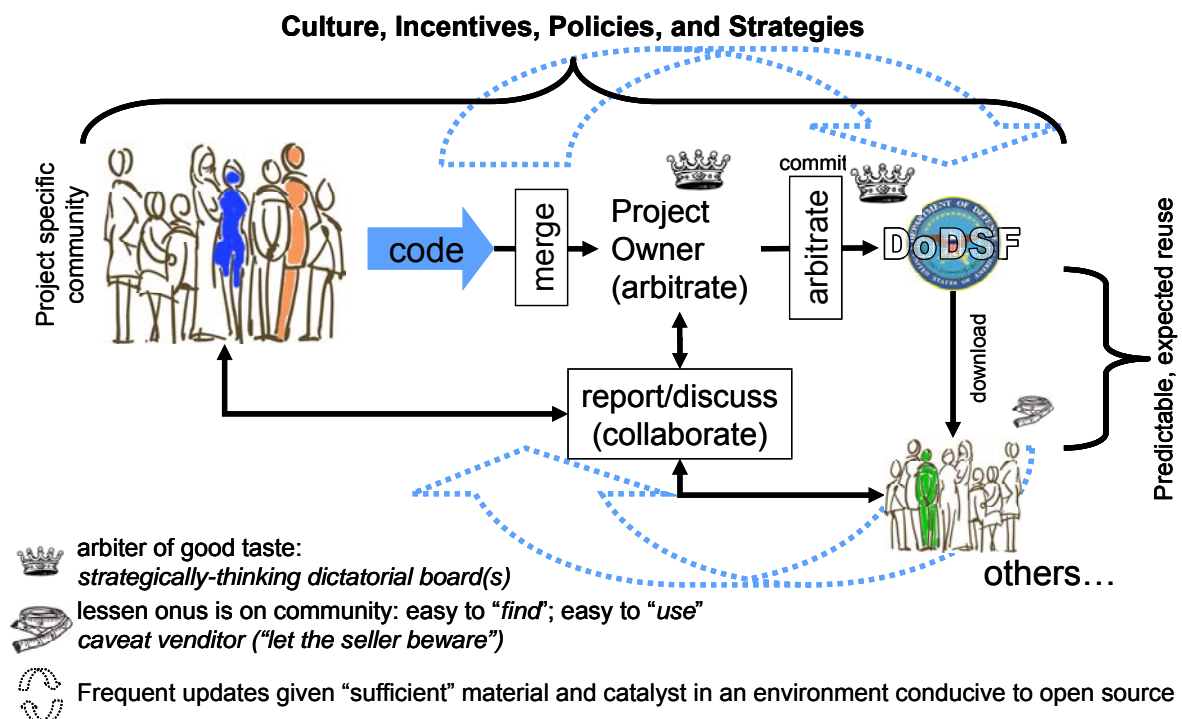 Culture, Incentives, Policies, and Strategies
Project specific
community
code
merge
Project
Owner
(arbitrate)
commit
arbitrate
DoDSF
download
Predictable, expected reuse
report/discuss
(collaborate)
others…
arbiter of good taste:
strategically-thinking dictatorial board(s)
lessen onus is on community: easy to “find”; easy to “use”
caveat venditor (“let the seller beware”)
Frequent updates given “sufficient” material and catalyst in an environment conducive to open source